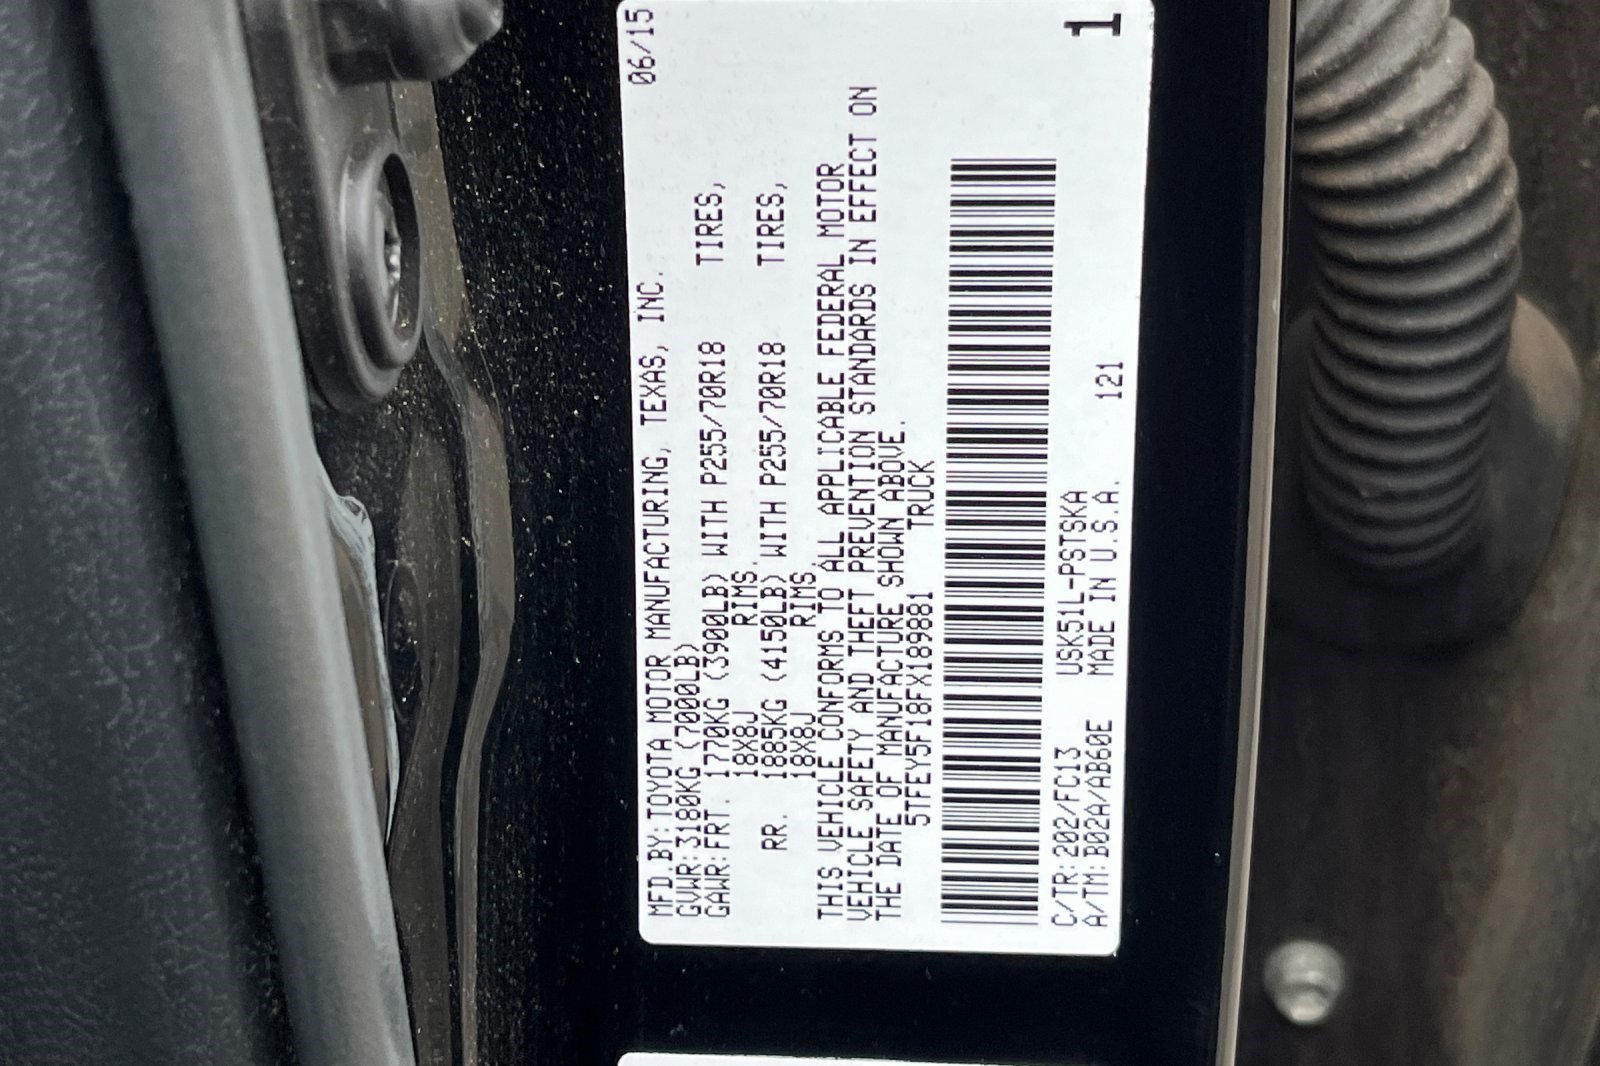 MFD.BY:TOYOTA MOTOR MANUFACTURING, TEXAS, INC. 06/15
GVWR:3180KG (7000LB)
GAWR:FRT. 1770KG (3900LB) WITH P255/70R18 TIRES,
18X8J RIMS,
RR. 1885KG (4150LB) WITH P255/70R18 TIRES,
18X8J RIMS,
THIS VEHICLE CONFORMS TO ALL APPLICABLE FEDERAL MOTOR
VEHICLE SAFETY AND THEFT PREVENTION STANDARDS IN EFFECT ON
THE DATE OF MANUFACTURE SHOWN ABOVE.
5TFEY5F18FX189881 TRUCK
C/TR:202/FC13 USK51L-PSTSKA
A/TM:B02A/AB60E MADE IN U.S.A. 121
1